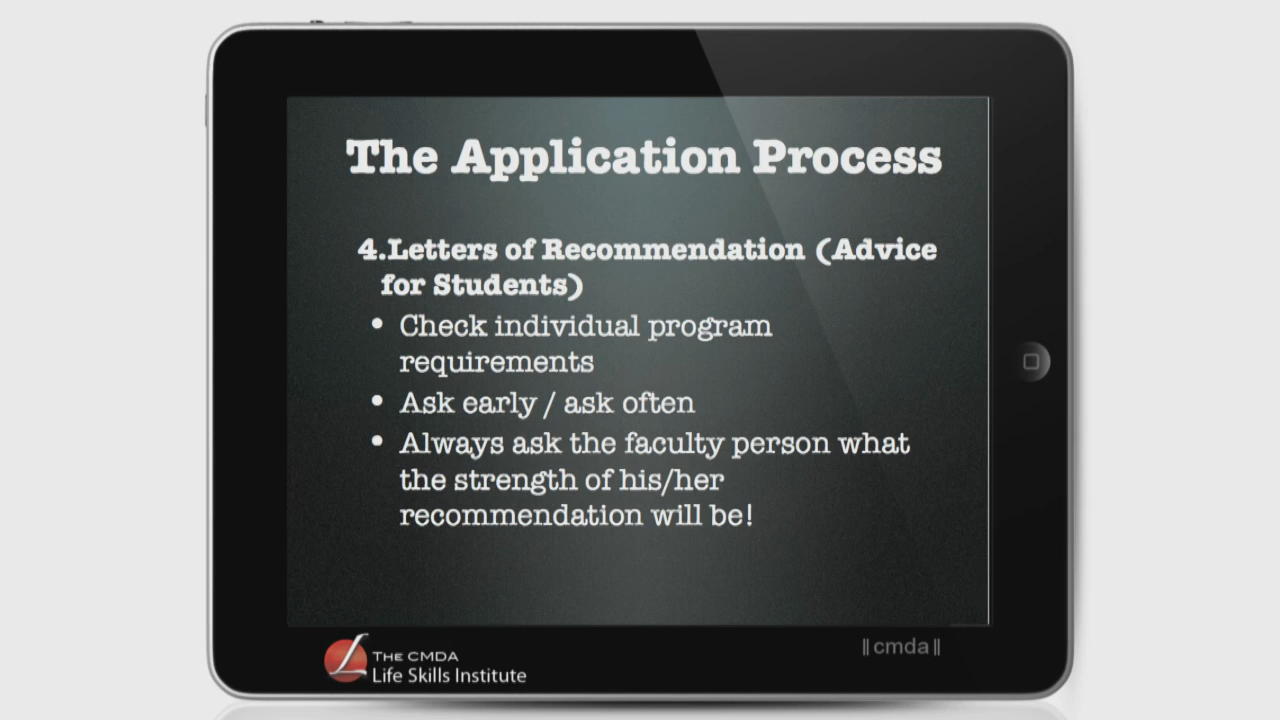 The Application Process
4.Letters of Recommendation (Advice
for Students)
• Check individual program
requirements
• Ask early / ask often
• Always ask the faculty person what
the strength of his/her
recommendation will be!
THE CMDA
Life Skills Institute
||cmda||